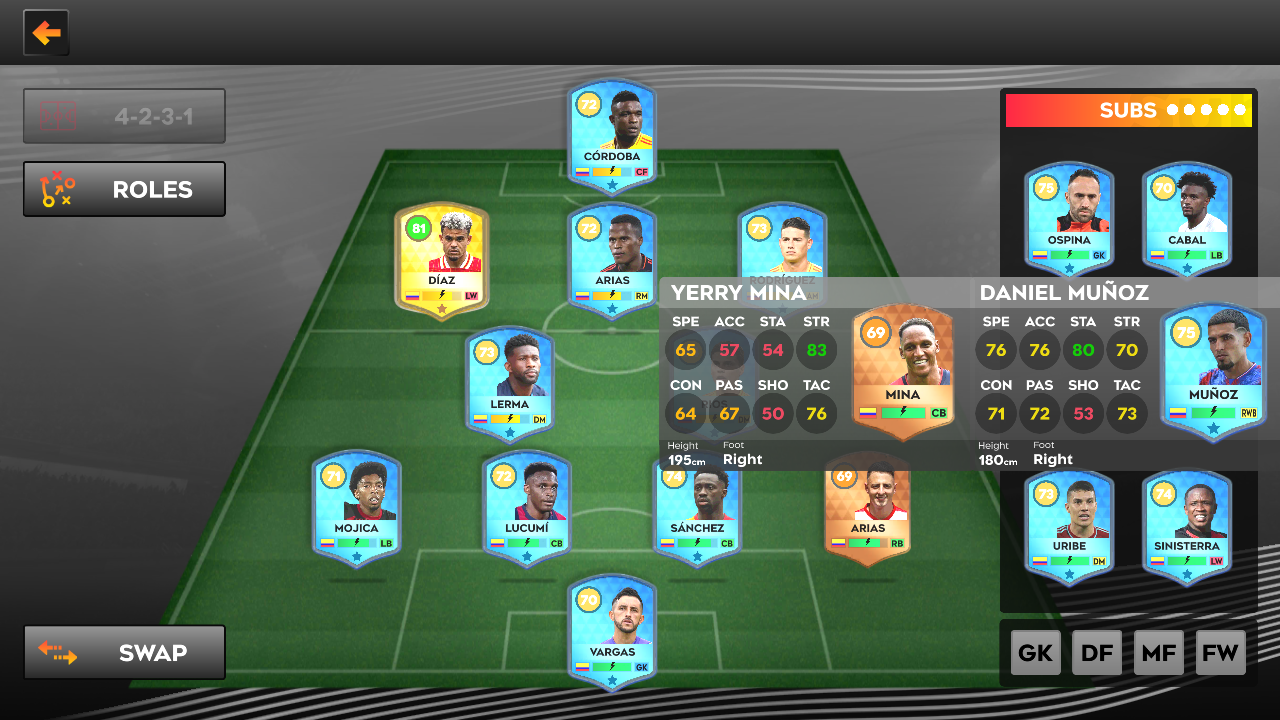 4-2-3-1
ROLES
SWAP
72
CÓRDOBA
CF
81
DÍAZ
LW
72
ARIAS
RM
73
RODRÍGUEZ
AM
73
LERMA
DM
RÍOS
71
MOJICA
LB
72
LUCUMÍ
CB
74
SÁNCHEZ
CB
69
ARIAS
RB
70
VARGAS
GK
YERRY MINA
SPE ACC STA STR
65 57 54 83
CON PAS SHO TAC
64 67 50 76
Height Foot
195cm Right
69
MINA
CB
DANIEL MUÑOZ
SPE ACC STA STR
76 76 80 70
CON PAS SHO TAC
71 72 53 73
Height Foot
180cm Right
75
MUÑOZ
RWB
SUBS
75
OSPINA
GK
70
CABAL
LB
73
URIBE
DM
74
SINISTERRA
LW
GK DF MF FW